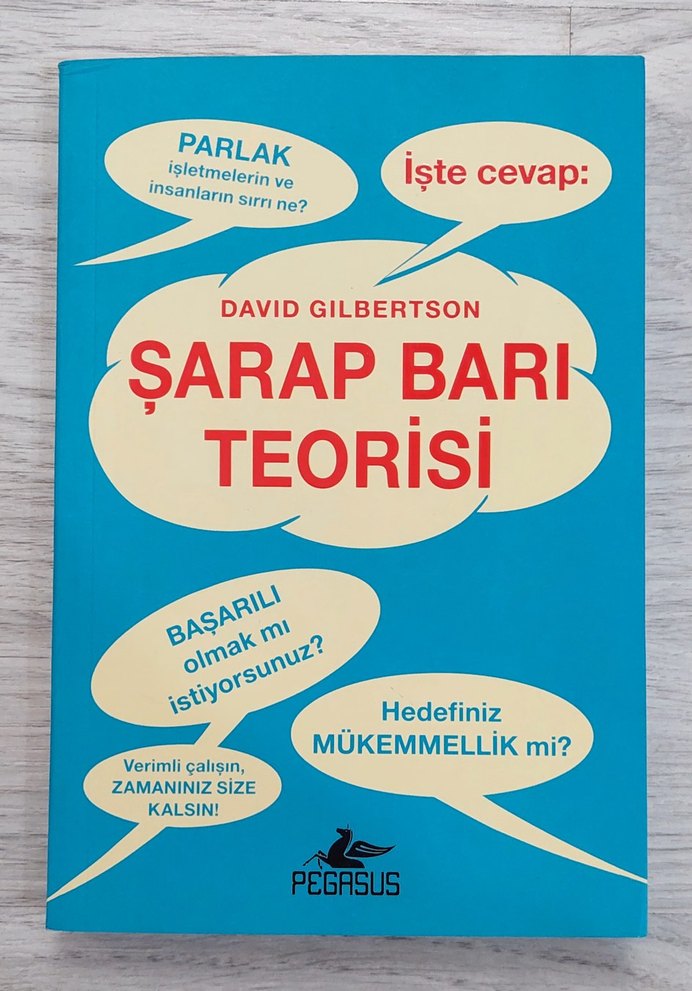 PARLAK
işletmelerin ve
insanların sırrı ne?
İşte cevap:
DAVID GILBERTSON
ŞARAP BARI
TEORİSİ
BAŞARILI
olmak mı
istiyorsunuz?
Hedefiniz
MÜKEMMELLİK mi?
Verimli çalışın,
ZAMANINIZ SİZE
KALSIN!
PEGASUS